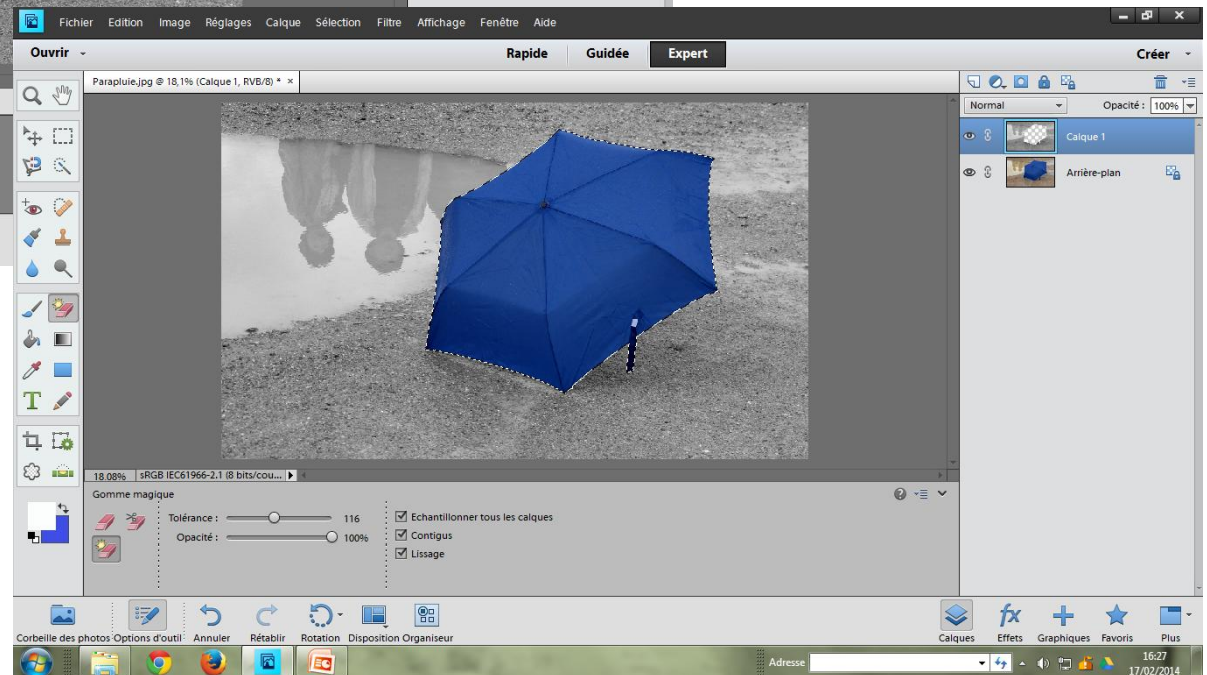 Fichier Edition Image Réglages Calque Sélection Filtre Affichage Fenêtre Aide
Ouvrir Rapide Guidée Expert Créer
Parapluie.jpg @ 18,1% (Calque 1, RVB/8) * ×
Normal Opacité : 100%
Calque 1
Arrière-plan
T
18.08% sRGB IEC61966-2.1 (8 bits/cou...
Gomme magique
Tolérance : 116
Opacité : 100%
Echantillonner tous les calques
Contigus
Lissage
Corbeille des photos Options d'outil Annuler Rétablir Rotation Disposition Organiseur
fx
Calques Effets Graphiques Favoris Plus
Adresse
16:27
17/02/2014